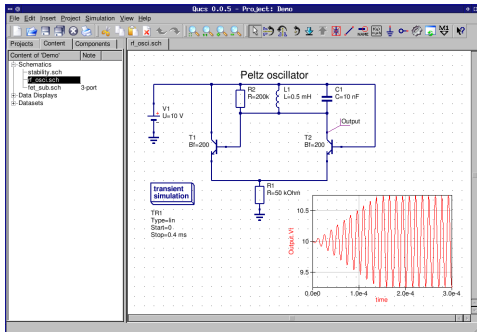 Qucs 0.0.5 - Project: Demo
File Edit Insert Project Simulation View Help
Projects Content Components
rf_osci.sch
Content of 'Demo' Note
Schematics
stability.sch
rf_osci.sch
fet_sub.sch 3-port
Data Displays
Datasets
Peltz oscillator
R2
R=200k
L1
L=0.5 mH
C1
C=10 nF
V1
U=10 V
Output
T1
Bf=200
T2
Bf=200
R1
R=50 kOhm
transient
simulation
TR1
Type=lin
Start=0
Stop=0.4 ms
Output.Vt
10.5
10
9.5
0.0e0 1.0e-4 2.0e-4 3.0e-4
time